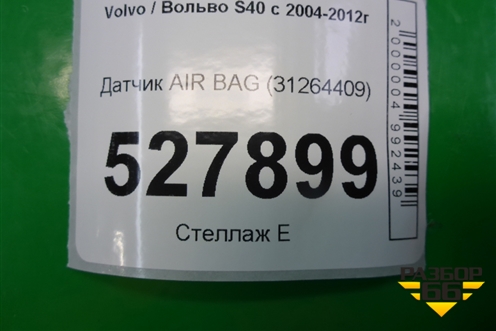 Volvo / Вольво S40 с 2004-2012г
Датчик AIR BAG (31264409)
527899
Стеллаж Е
2000004992439
РАЗБОР
66